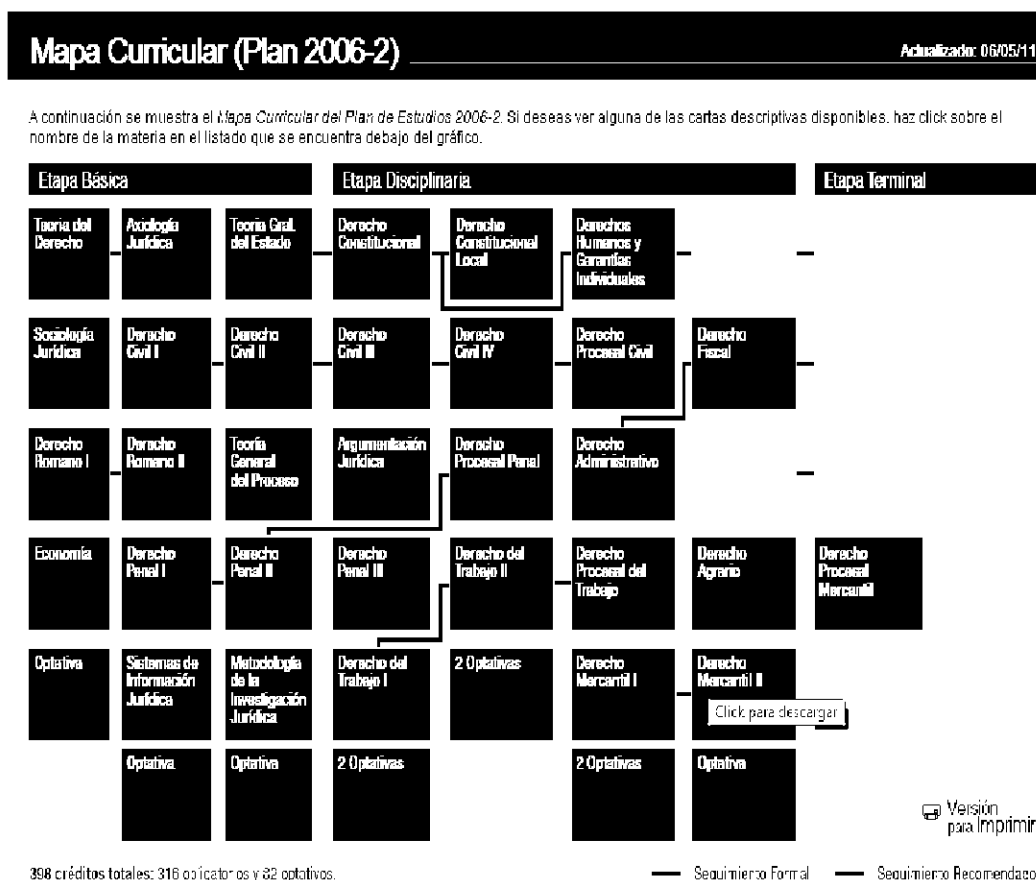 Mapa Curricular (Plan 2006-2)
Actualizado: 06/05/11
A continuación se muestra el Mapa Curricular del Plan de Estudios 2006-2. Si deseas ver alguna de las cartas descriptivas disponibles, haz click sobre el
nombre de la materia en el listado que se encuentra debajo del gráfico.
Etapa Básica
Etapa Disciplinaria
Etapa Terminal
Teoría del
Derecho
Axiología
Jurídica
Teoría Gral.
del Estado
Derecho
Constitucional
Derecho
Constitucional
Local
Derechos
Humanos y
Garantías
Individuales
Sociología
Jurídica
Derecho
Civil I
Derecho
Civil II
Derecho
Civil III
Derecho
Civil IV
Derecho
Procesal Civil
Derecho
Fiscal
Derecho
Romano I
Derecho
Romano II
Teoría
General
del Proceso
Argumentación
Jurídica
Derecho
Procesal Penal
Derecho
Administrativo
Economía
Derecho
Penal I
Derecho
Penal II
Derecho
Penal III
Derecho del
Trabajo II
Derecho
Procesal del
Trabajo
Derecho
Agrario
Derecho
Procesal
Mercantil
Optativa
Sistemas de
Información
Jurídica
Metodología
de la
Investigación
Jurídica
Derecho del
Trabajo I
2 Optativas
Derecho
Mercantil I
Derecho
Mercantil II
Click para descargar
Optativa
Optativa
2 Optativas
2 Optativas
Optativa
Versión
para Imprimir
398 créditos totales: 316 obligatorios y 82 optativos.
Seguimiento Formal
Seguimiento Recomendado